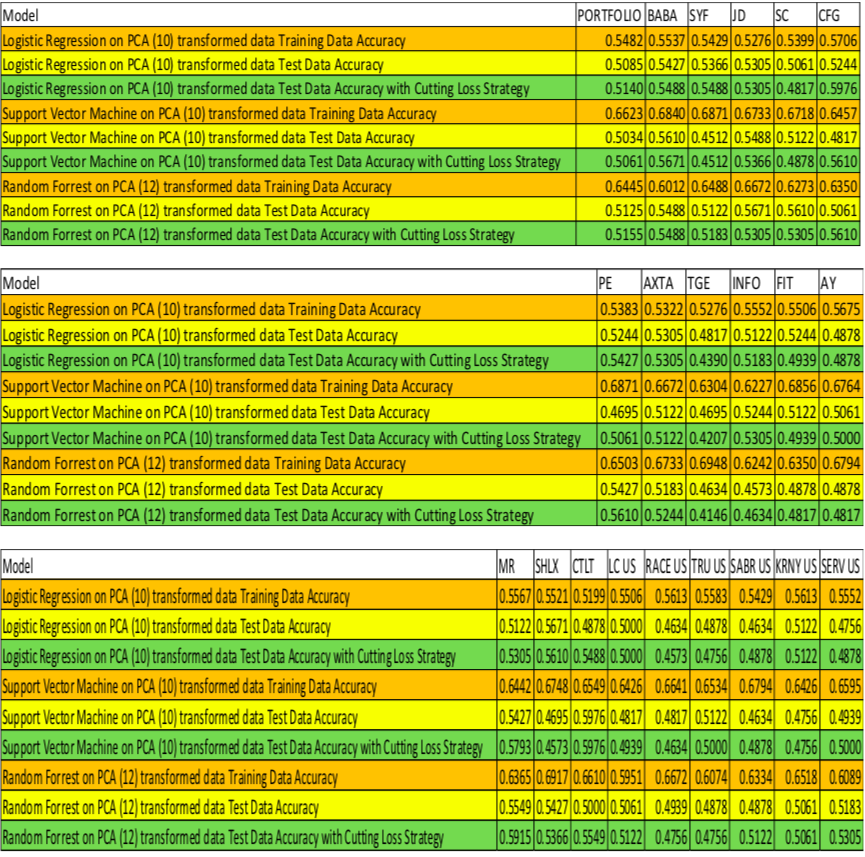 Model PORTFOLIO BABA SYF JD SC CFG
Logistic Regression on PCA (10) transformed data Training Data Accuracy 0.5482 0.5537 0.5429 0.5276 0.5399 0.5706
Logistic Regression on PCA (10) transformed data Test Data Accuracy 0.5085 0.5427 0.5366 0.5305 0.5061 0.5244
Logistic Regression on PCA (10) transformed data Test Data Accuracy with Cutting Loss Strategy 0.5140 0.5488 0.5488 0.5305 0.4817 0.5976
Support Vector Machine on PCA (10) transformed data Training Data Accuracy 0.6623 0.6840 0.6871 0.6733 0.6718 0.6457
Support Vector Machine on PCA (10) transformed data Test Data Accuracy 0.5034 0.5610 0.4512 0.5488 0.5122 0.4817
Support Vector Machine on PCA (10) transformed data Test Data Accuracy with Cutting Loss Strategy 0.5061 0.5671 0.4512 0.5366 0.4878 0.5610
Random Forrest on PCA (12) transformed data Training Data Accuracy 0.6445 0.6012 0.6488 0.6672 0.6273 0.6350
Random Forrest on PCA (12) transformed data Test Data Accuracy 0.5125 0.5488 0.5122 0.5671 0.5610 0.5061
Random Forrest on PCA (12) transformed data Test Data Accuracy with Cutting Loss Strategy 0.5155 0.5488 0.5183 0.5305 0.5305 0.5610
Model PE AXTA TGE INFO FIT AY
Logistic Regression on PCA (10) transformed data Training Data Accuracy 0.5383 0.5322 0.5276 0.5552 0.5506 0.5675
Logistic Regression on PCA (10) transformed data Test Data Accuracy 0.5244 0.5305 0.4817 0.5122 0.5244 0.4878
Logistic Regression on PCA (10) transformed data Test Data Accuracy with Cutting Loss Strategy 0.5427 0.5305 0.4390 0.5183 0.4939 0.4878
Support Vector Machine on PCA (10) transformed data Training Data Accuracy 0.6871 0.6672 0.6304 0.6227 0.6856 0.6764
Support Vector Machine on PCA (10) transformed data Test Data Accuracy 0.4695 0.5122 0.4695 0.5244 0.5122 0.5061
Support Vector Machine on PCA (10) transformed data Test Data Accuracy with Cutting Loss Strategy 0.5061 0.5122 0.4207 0.5305 0.4939 0.5000
Random Forrest on PCA (12) transformed data Training Data Accuracy 0.6503 0.6733 0.6948 0.6242 0.6350 0.6794
Random Forrest on PCA (12) transformed data Test Data Accuracy 0.5427 0.5183 0.4634 0.4573 0.4878 0.4878
Random Forrest on PCA (12) transformed data Test Data Accuracy with Cutting Loss Strategy 0.5610 0.5244 0.4146 0.4634 0.4817 0.4817
Model MR SHLX CTLT LC US RACE US TRU US SABR US KRNY US SERV US
Logistic Regression on PCA (10) transformed data Training Data Accuracy 0.5567 0.5521 0.5199 0.5506 0.5613 0.5583 0.5429 0.5613 0.5552
Logistic Regression on PCA (10) transformed data Test Data Accuracy 0.5122 0.5671 0.4878 0.5000 0.4634 0.4878 0.4634 0.5122 0.4756
Logistic Regression on PCA (10) transformed data Test Data Accuracy with Cutting Loss Strategy 0.5305 0.5610 0.5488 0.5000 0.4573 0.4756 0.4878 0.5122 0.4878
Support Vector Machine on PCA (10) transformed data Training Data Accuracy 0.6442 0.6748 0.6549 0.6426 0.6641 0.6534 0.6794 0.6426 0.6595
Support Vector Machine on PCA (10) transformed data Test Data Accuracy 0.5427 0.4695 0.5976 0.4817 0.4817 0.5122 0.4634 0.4756 0.4939
Support Vector Machine on PCA (10) transformed data Test Data Accuracy with Cutting Loss Strategy 0.5793 0.4573 0.5976 0.4939 0.4634 0.5000 0.4878 0.4756 0.5000
Random Forrest on PCA (12) transformed data Training Data Accuracy 0.6365 0.6917 0.6610 0.5951 0.6672 0.6074 0.6334 0.6518 0.6089
Random Forrest on PCA (12) transformed data Test Data Accuracy 0.5549 0.5427 0.5000 0.5061 0.4939 0.4878 0.4878 0.5061 0.5183
Random Forrest on PCA (12) transformed data Test Data Accuracy with Cutting Loss Strategy 0.5915 0.5366 0.5549 0.5122 0.4756 0.4756 0.5122 0.5061 0.5305